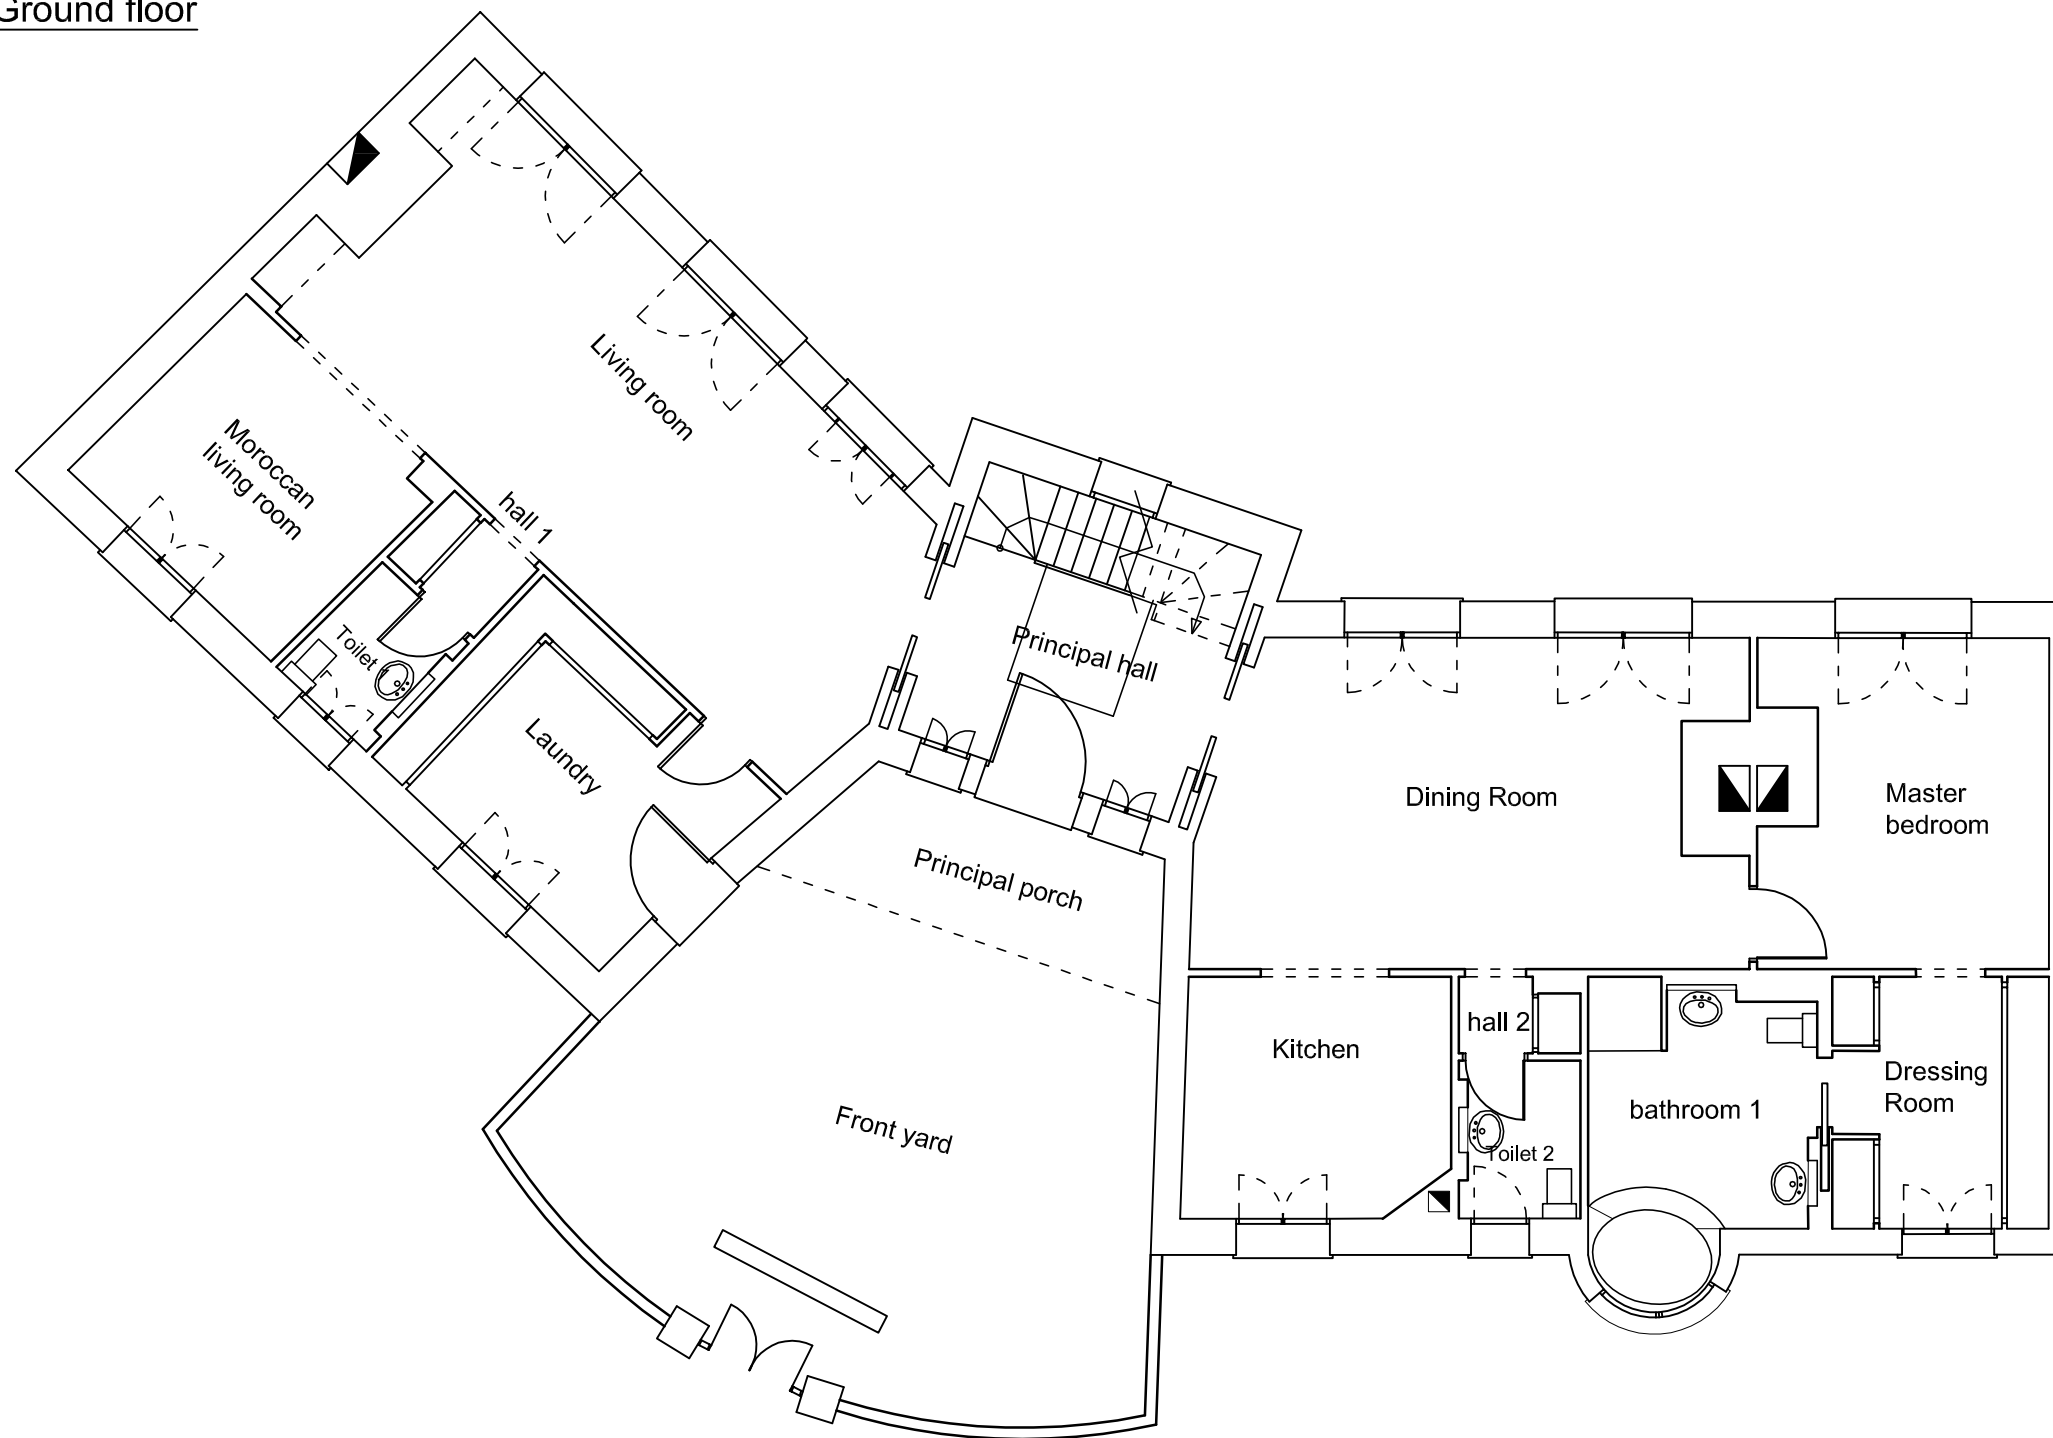 Ground floor
Living room
Moroccan
living room
hall 1
Toilet 1
Laundry
Principal hall
Principal porch
Front yard
Dining Room
Master
bedroom
Kitchen
hall 2
Toilet 2
bathroom 1
Dressing
Room